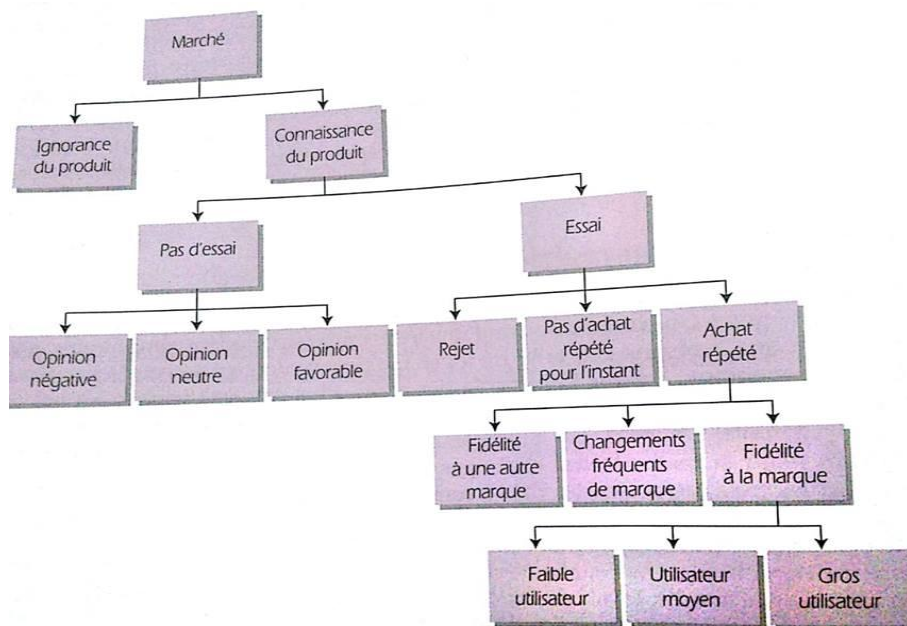 Marché
Ignorance
du produit
Connaissance
du produit
Pas d'essai
Essai
Opinion
négative
Opinion
neutre
Opinion
favorable
Rejet
Pas d'achat
répété
pour l'instant
Achat
répété
Fidélité
à une autre
marque
Changements
fréquents
de marque
Fidélité
à la marque
Faible
utilisateur
Utilisateur
moyen
Gros
utilisateur